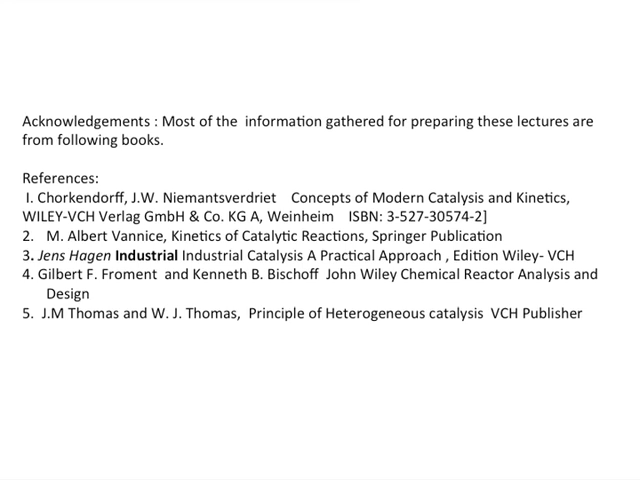 Acknowledgements : Most of the information gathered for preparing these lectures are
from following books.
References:
I. Chorkendorff, J.W. Niemantsverdriet Concepts of Modern Catalysis and Kinetics,
WILEY-VCH Verlag GmbH & Co. KG A, Weinheim ISBN: 3-527-30574-2]
2. M. Albert Vannice, Kinetics of Catalytic Reactions, Springer Publication
3. Jens Hagen Industrial Industrial Catalysis A Practical Approach , Edition Wiley- VCH
4. Gilbert F. Froment and Kenneth B. Bischoff John Wiley Chemical Reactor Analysis and
Design
5. J.M Thomas and W. J. Thomas, Principle of Heterogeneous catalysis VCH Publisher